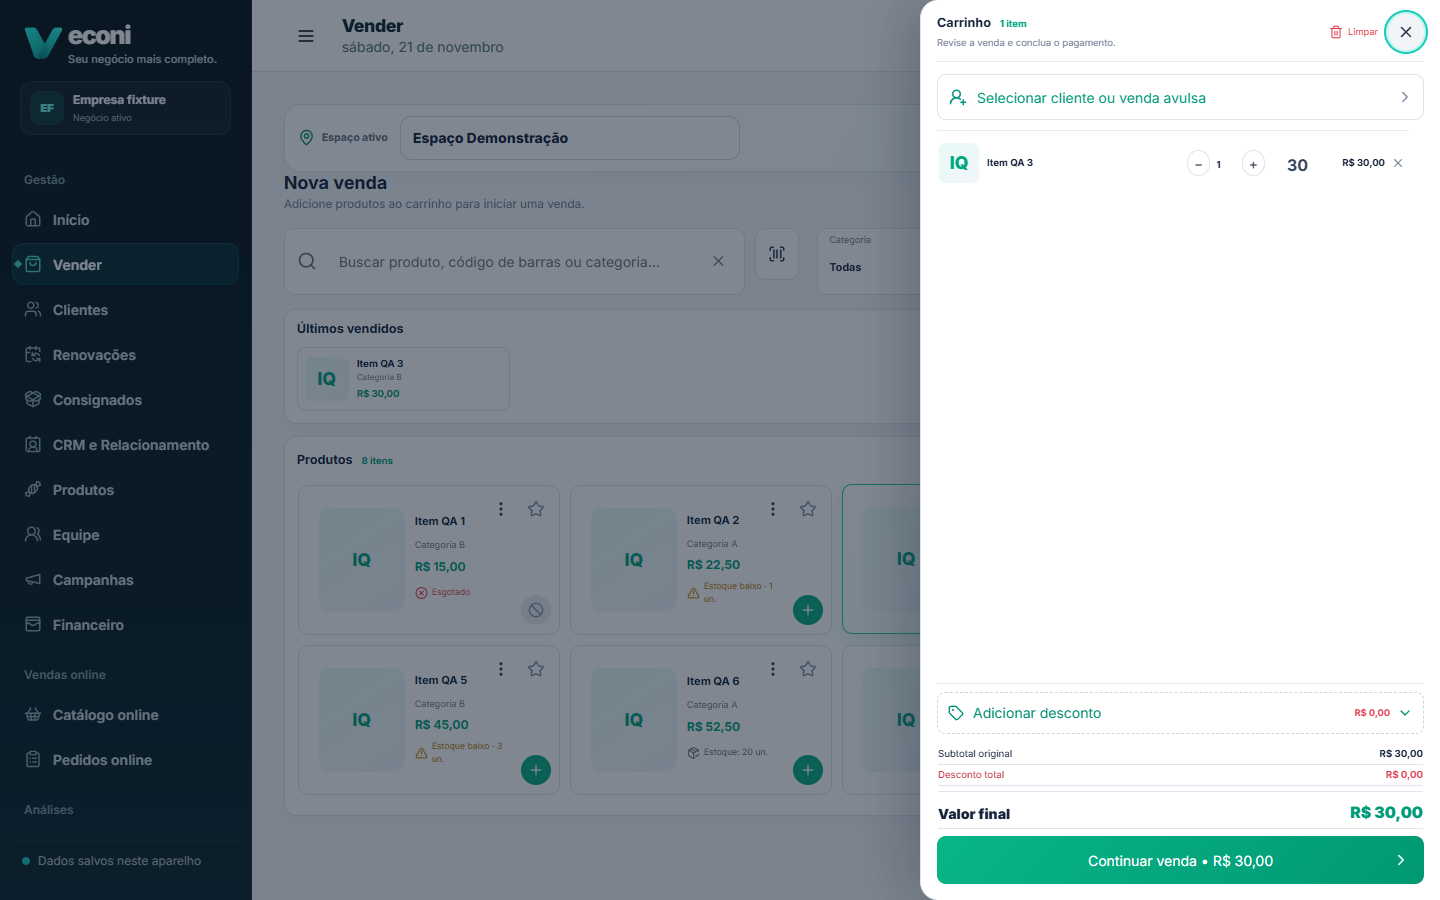 Veconi
Seu negócio mais completo.
EF
Empresa fixture
Negócio ativo
Gestão
Início
Vender
Clientes
Renovações
Consignados
CRM e Relacionamento
Produtos
Equipe
Campanhas
Financeiro
Vendas online
Catálogo online
Pedidos online
Análises
Dados salvos neste aparelho
Vender
sábado, 21 de novembro
Espaço ativo
Espaço Demonstração
Nova venda
Adicione produtos ao carrinho para iniciar uma venda.
Buscar produto, código de barras ou categoria...
Categoria
Todas
Últimos vendidos
IQ
Item QA 3
Categoria B
R$ 30,00
Produtos 8 itens
IQ
Item QA 1
Categoria B
R$ 15,00
Esgotado
IQ
Item QA 2
Categoria A
R$ 22,50
Estoque baixo · 1
un.
IQ
IQ
Item QA 5
Categoria B
R$ 45,00
Estoque baixo · 3
un.
IQ
Item QA 6
Categoria A
R$ 52,50
Estoque: 20 un.
IQ
Carrinho 1 item
Revise a venda e conclua o pagamento.
Limpar
Selecionar cliente ou venda avulsa
IQ
Item QA 3
− 1 + 30 R$ 30,00
Adicionar desconto R$ 0,00
Subtotal original R$ 30,00
Desconto total R$ 0,00
Valor final R$ 30,00
Continuar venda • R$ 30,00